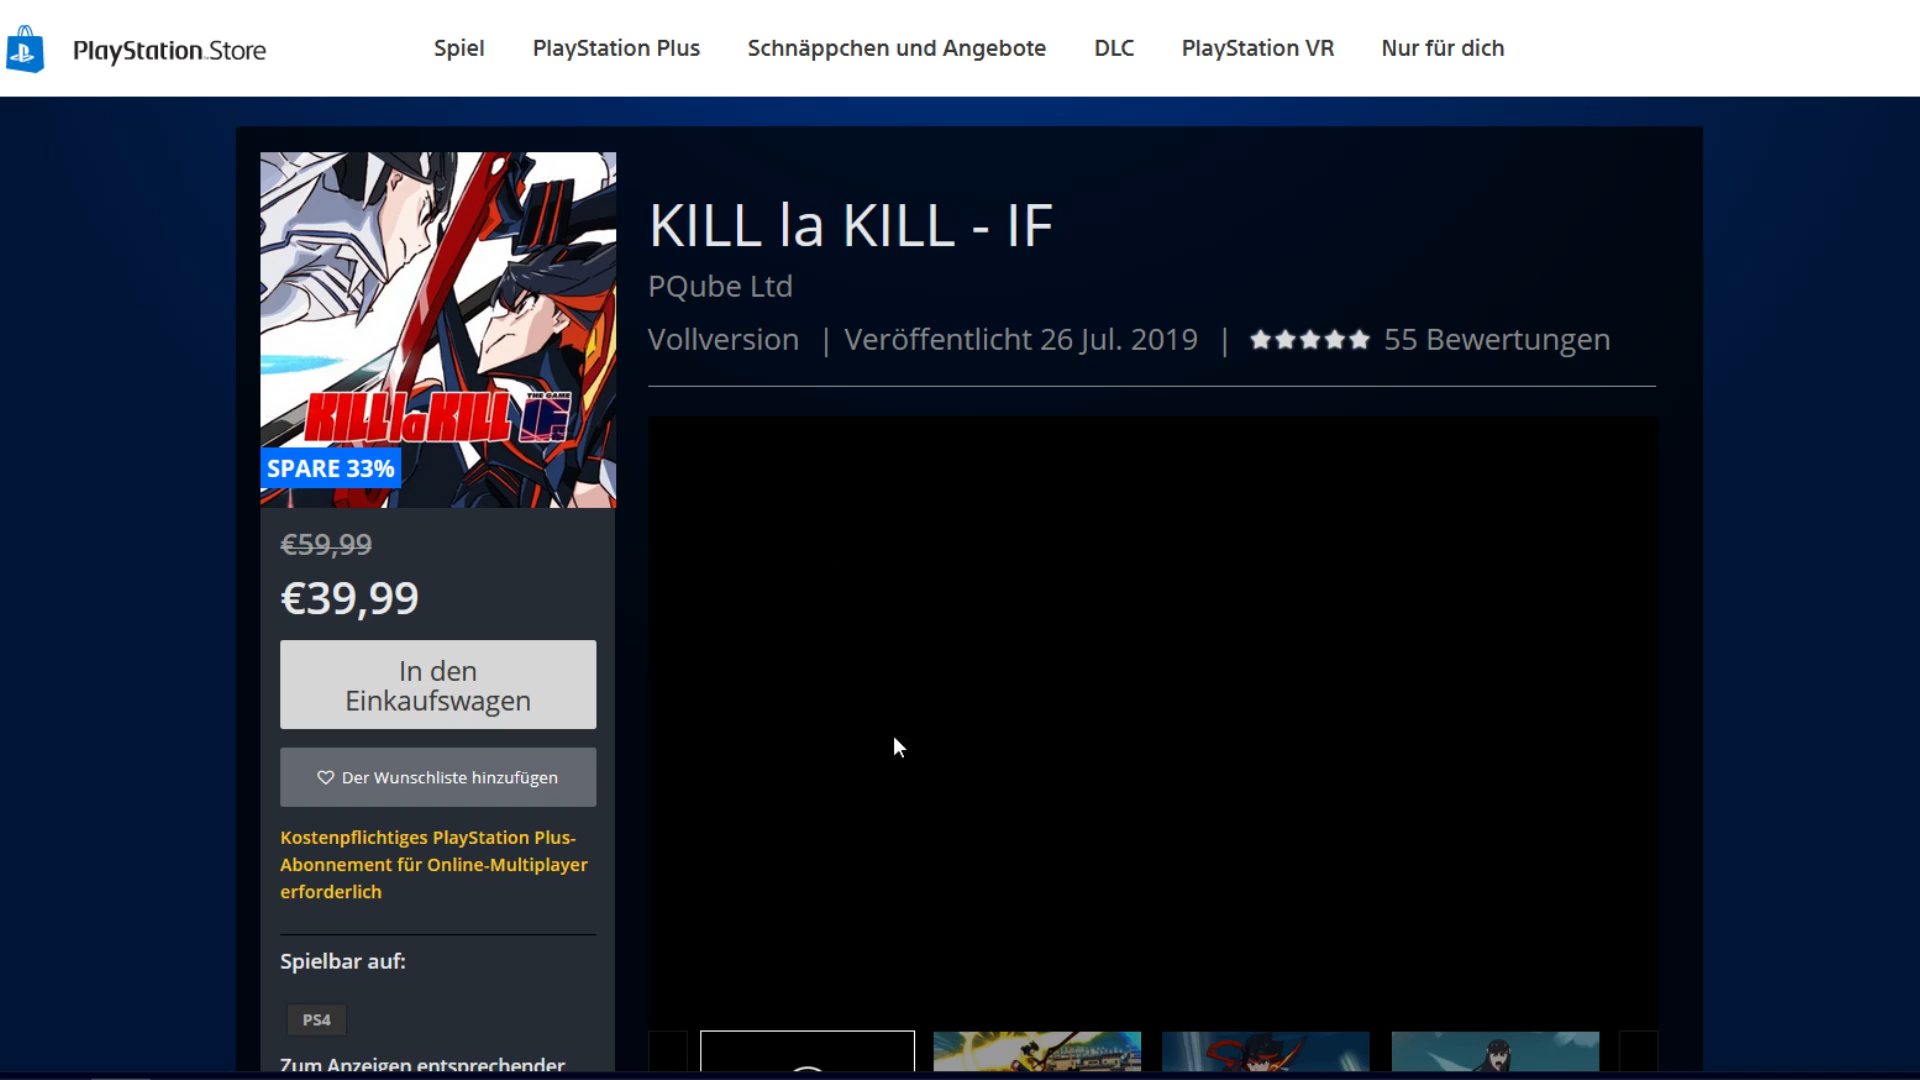 PlayStation Store
Spiel
PlayStation Plus
Schnäppchen und Angebote
DLC
PlayStation VR
Nur für dich
KILL la KILL
THE GAME
IF
SPARE 33%
KILL la KILL - IF
PQube Ltd
Vollversion | Veröffentlicht 26 Jul. 2019 | ★★★★★ 55 Bewertungen
€59,99
€39,99
In den
Einkaufswagen
♡ Der Wunschliste hinzufügen
Kostenpflichtiges PlayStation Plus-
Abonnement für Online-Multiplayer
erforderlich
Spielbar auf:
PS4
Zum Anzeigen entsprechender